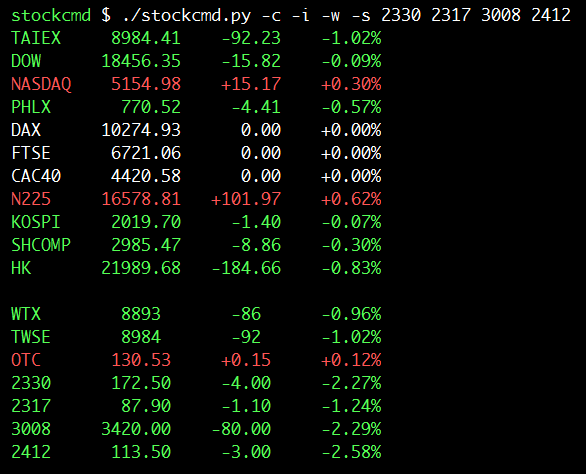 stockcmd $ ./stockcmd.py -c -i -w -s 2330 2317 3008 2412
TAIEX 8984.41 -92.23 -1.02%
DOW 18456.35 -15.82 -0.09%
NASDAQ 5154.98 +15.17 +0.30%
PHLX 770.52 -4.41 -0.57%
DAX 10274.93 0.00 +0.00%
FTSE 6721.06 0.00 +0.00%
CAC40 4420.58 0.00 +0.00%
N225 16578.81 +101.97 +0.62%
KOSPI 2019.70 -1.40 -0.07%
SHCOMP 2985.47 -8.86 -0.30%
HK 21989.68 -184.66 -0.83%
WTX 8893 -86 -0.96%
TWSE 8984 -92 -1.02%
OTC 130.53 +0.15 +0.12%
2330 172.50 -4.00 -2.27%
2317 87.90 -1.10 -1.24%
3008 3420.00 -80.00 -2.29%
2412 113.50 -3.00 -2.58%